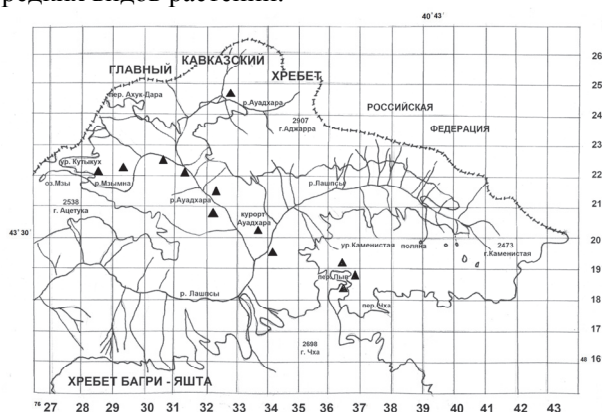 редких видов растений.
40°43'
ГЛАВНЫЙ КАВКАЗСКИЙ ХРЕБЕТ
пер. Ахук-Дара
р.Ауадхара
2907
г.Аджарра
РОССИЙСКАЯ
ФЕДЕРАЦИЯ
ур. Кутыкух
оз.Мзы
р.Мзымна
р.Лашпсы
2538
г. Ацетука
р.Ауадхара
курорт
Ауадхара
43°30'
ур.Каменистая поляна
2473
г.Каменистая
пер.Пыв
р. Лашпсы
пер.Чха
2698
г. Чха
ХРЕБЕТ БАГРИ - ЯШТА
26
25
24
23
22
21
20
19
18
17
48 16
76 27 28 29 30 31 32 33 34 35 36 37 38 39 40 41 42 43